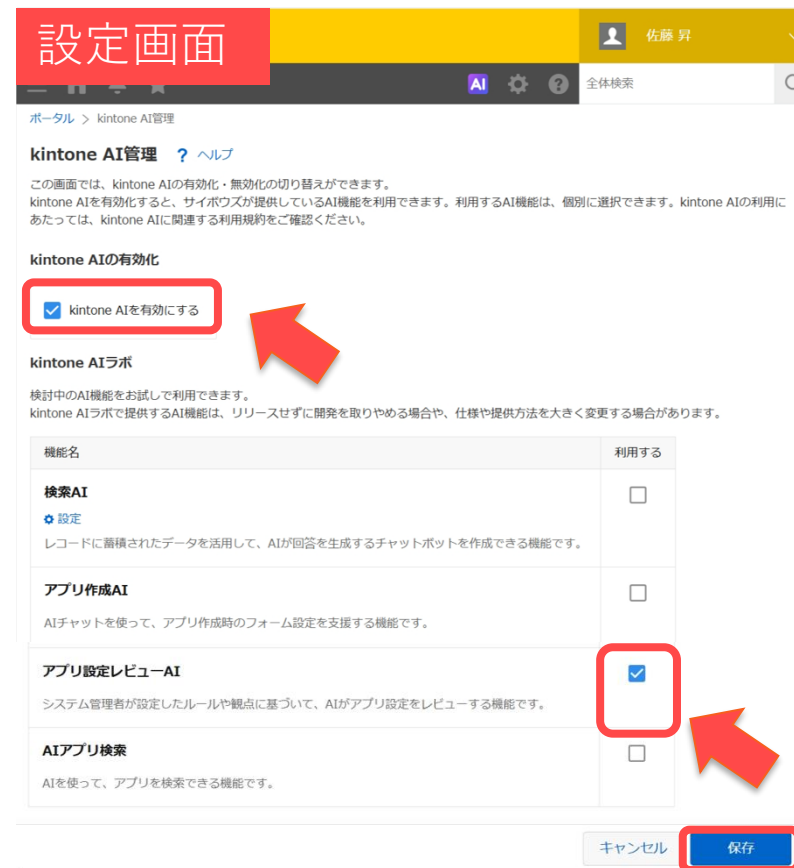 設定画面
佐藤 昇
AI
全体検索
ポータル > kintone AI管理
kintone AI管理 ? ヘルプ
この画面では、kintone AIの有効化・無効化の切り替えができます。
kintone AIを有効化すると、サイボウズが提供しているAI機能を利用できます。利用するAI機能は、個別に選択できます。kintone AIの利用に
あたっては、kintone AIに関連する利用規約をご確認ください。
kintone AIの有効化
kintone AIを有効にする
kintone AIラボ
検討中のAI機能をお試しで利用できます。
kintone AIラボで提供するAI機能は、リリースせずに開発を取りやめる場合や、仕様や提供方法を大きく変更する場合があります。
機能名 利用する
検索AI
設定
レコードに蓄積されたデータを活用して、AIが回答を生成するチャットボットを作成できる機能です。
アプリ作成AI
AIチャットを使って、アプリ作成時のフォーム設定を支援する機能です。
アプリ設定レビューAI
システム管理者が設定したルールや観点に基づいて、AIがアプリ設定をレビューする機能です。
AIアプリ検索
AIを使って、アプリを検索できる機能です。
キャンセル 保存